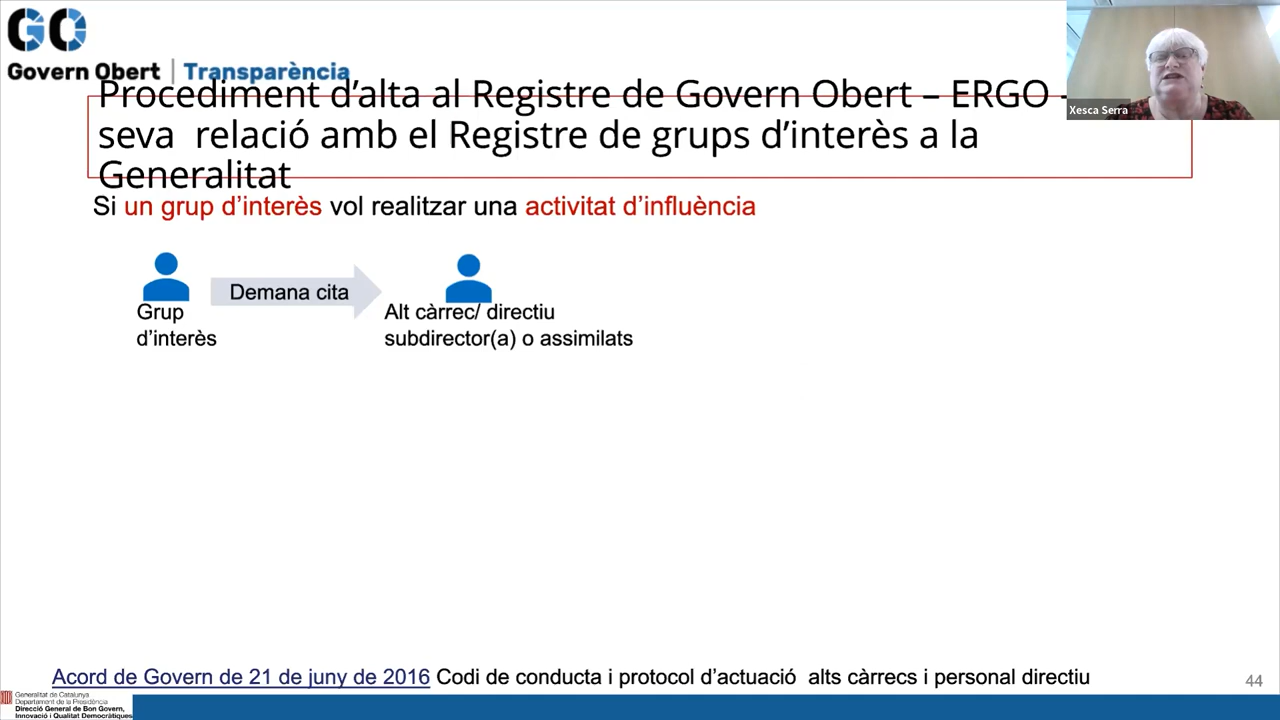 GO
Govern Obert | Transparència
Procediment d’alta al Registre de Govern Obert – ERGO -
seva relació amb el Registre de grups d’interès a la
Generalitat
Xesca Serra
Si un grup d’interès vol realitzar una activitat d’influència
Demana cita
Grup
d’interès
Alt càrrec/ directiu
subdirector(a) o assimilats
Acord de Govern de 21 de juny de 2016 Codi de conducta i protocol d’actuació alts càrrecs i personal directiu
44
Generalitat de Catalunya
Departament de la Presidència
Direcció General de Bon Govern,
Innovació i Qualitat Democràtiques